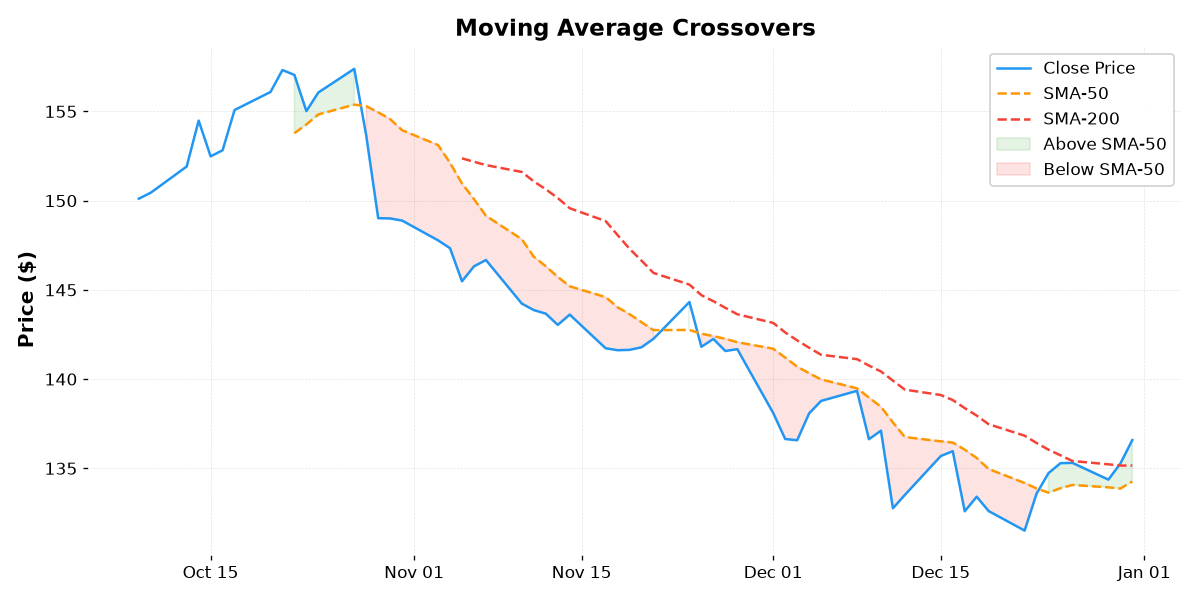 Moving Average Crossovers
Close Price
SMA-50
SMA-200
Above SMA-50
Below SMA-50
Price ($)
155
150
145
140
135
Oct 15
Nov 01
Nov 15
Dec 01
Dec 15
Jan 01